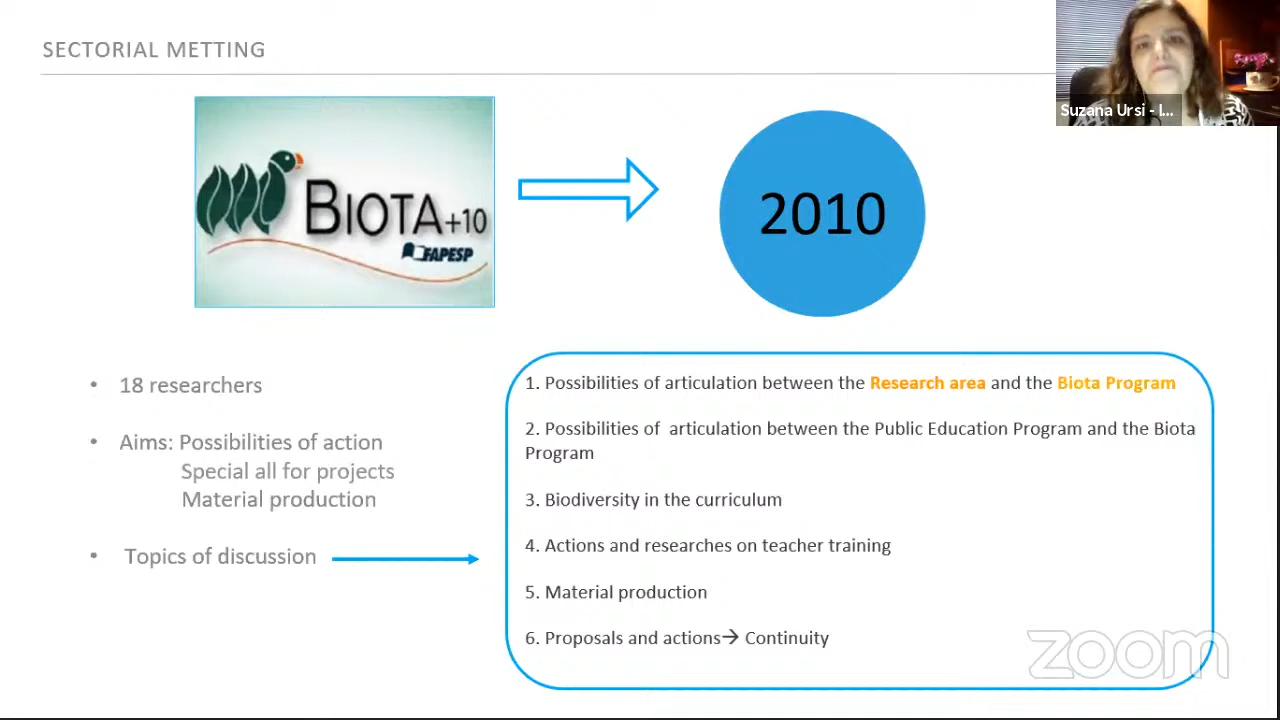 SECTORIAL METTING
Suzana Ursi - I...
BIOTA+10
FAPESP
2010
• 18 researchers
• Aims: Possibilities of action
Special all for projects
Material production
• Topics of discussion
1. Possibilities of articulation between the Research area and the Biota Program
2. Possibilities of articulation between the Public Education Program and the Biota
Program
3. Biodiversity in the curriculum
4. Actions and researches on teacher training
5. Material production
6. Proposals and actions→ Continuity
zoom